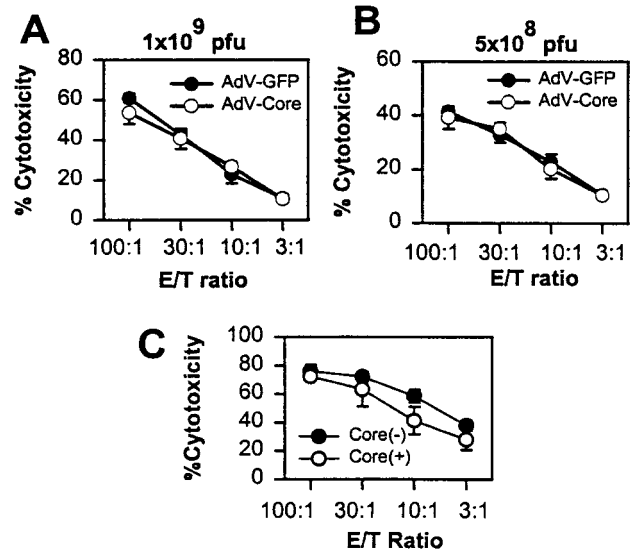 A
1x10^9 pfu
80
60
40
20
0
% Cytotoxicity
AdV-GFP
AdV-Core
100:1 30:1 10:1 3:1
E/T ratio
B
5x10^8 pfu
60
40
20
0
% Cytotoxicity
AdV-GFP
AdV-Core
100:1 30:1 10:1 3:1
E/T ratio
C
100
80
60
40
20
0
%Cytotoxicity
Core(-)
Core(+)
100:1 30:1 10:1 3:1
E/T Ratio